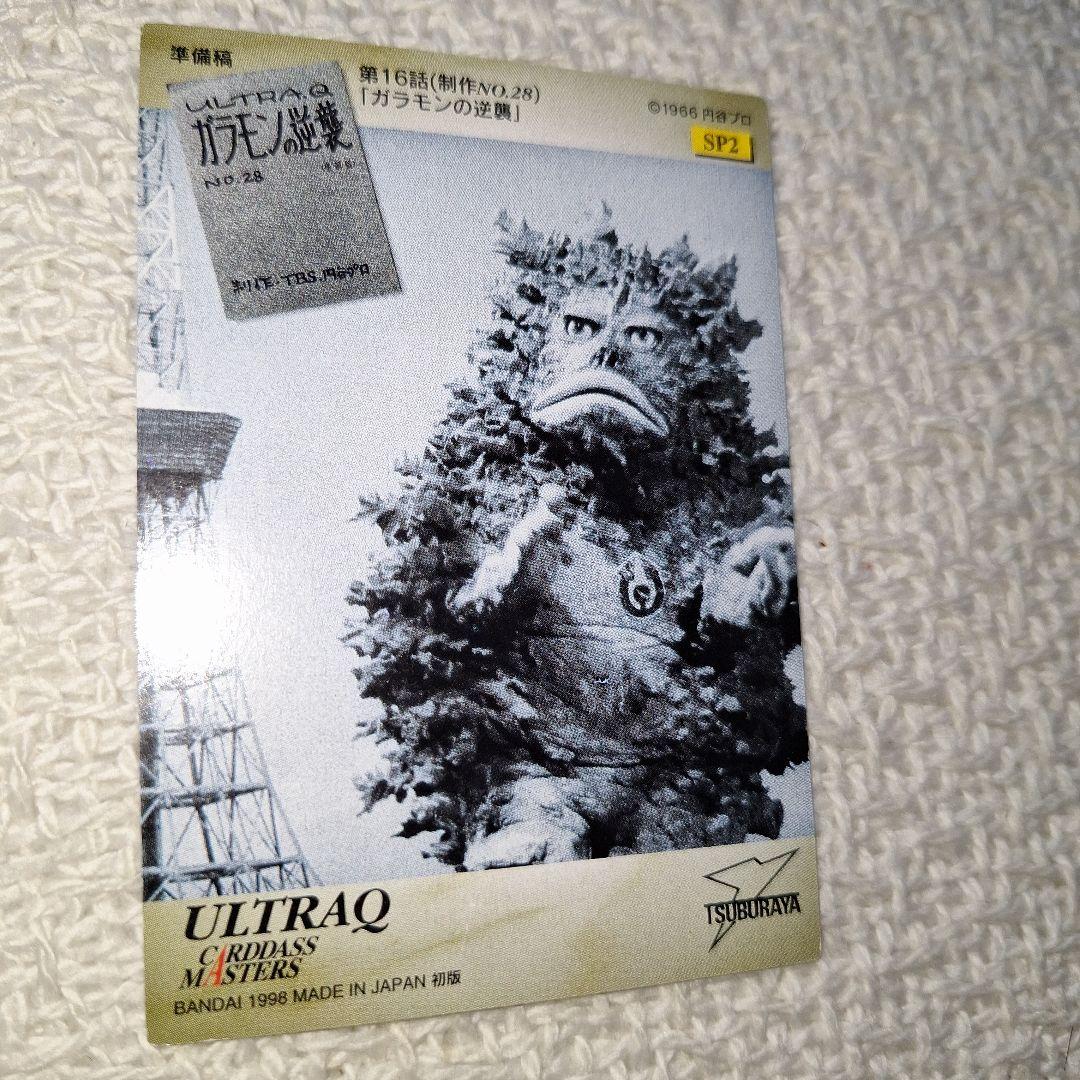 準備稿
第16話(制作NO.28)
「ガラモンの逆襲」
©1966 円谷プロ
SP2
ULTRA Q
ガラモンの逆襲
NO.28
制作・TBS.円谷プロ
ULTRAQ
CARDDASS
MASTERS
TSUBURAYA
BANDAI 1998 MADE IN JAPAN 初版